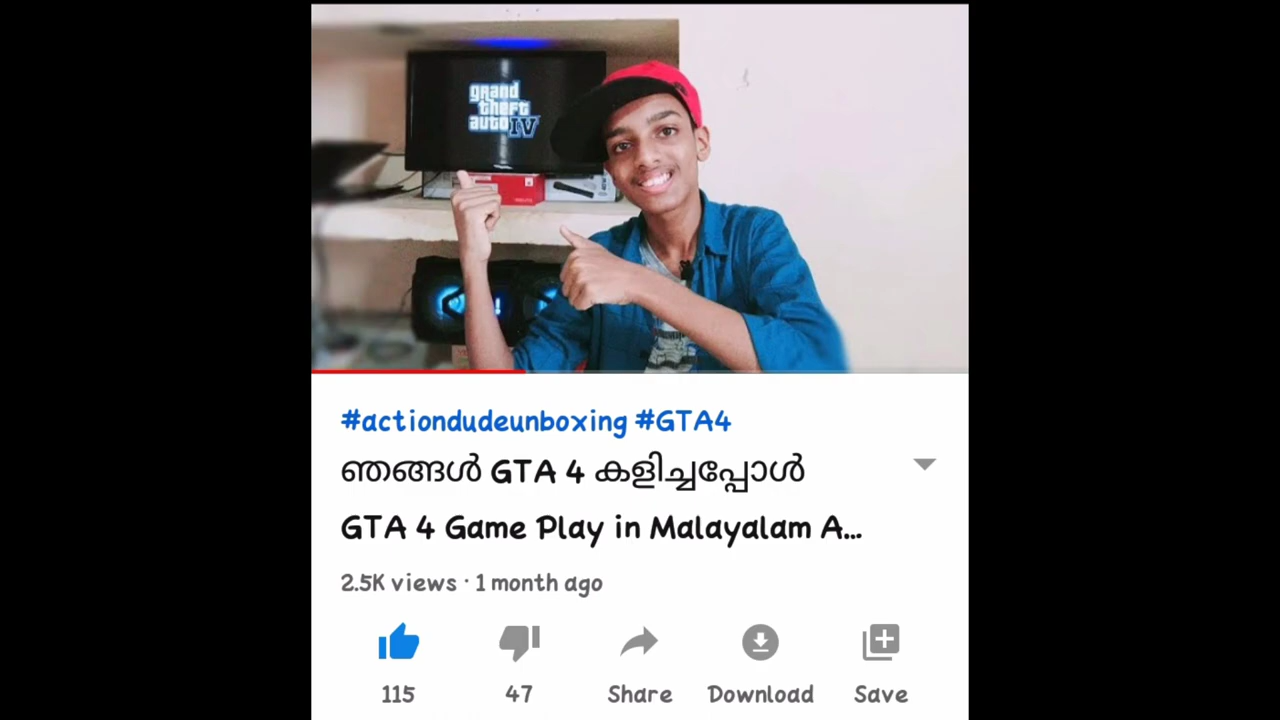 grand
theft
auto IV
#actiondudeunboxing #GTA4
ഞങ്ങൾ GTA 4 കളിച്ചപ്പോൾ
GTA 4 Game Play in Malayalam A...
2.5K views · 1 month ago
115 47 Share Download Save